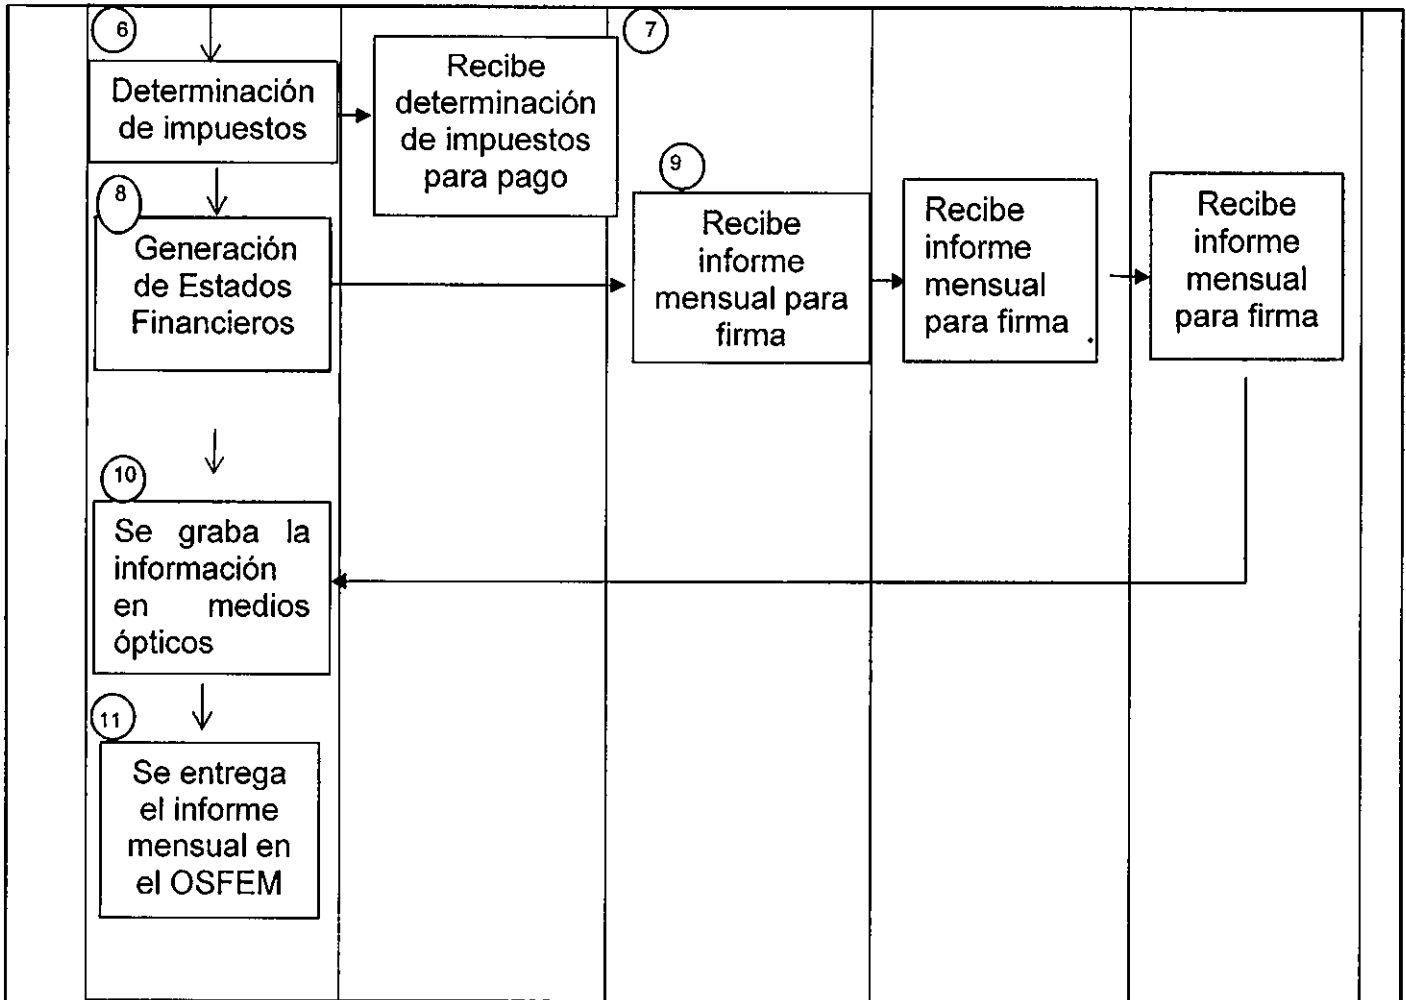 6
7
Determinación
de impuestos
Recibe
determinación
de impuestos
para pago
8
Generación
de Estados
Financieros
9
Recibe
informe
mensual para
firma
Recibe
informe
mensual
para firma
Recibe
informe
mensual
para firma
10
Se graba la
información
en medios
ópticos
11
Se entrega
el informe
mensual en
el OSFEM